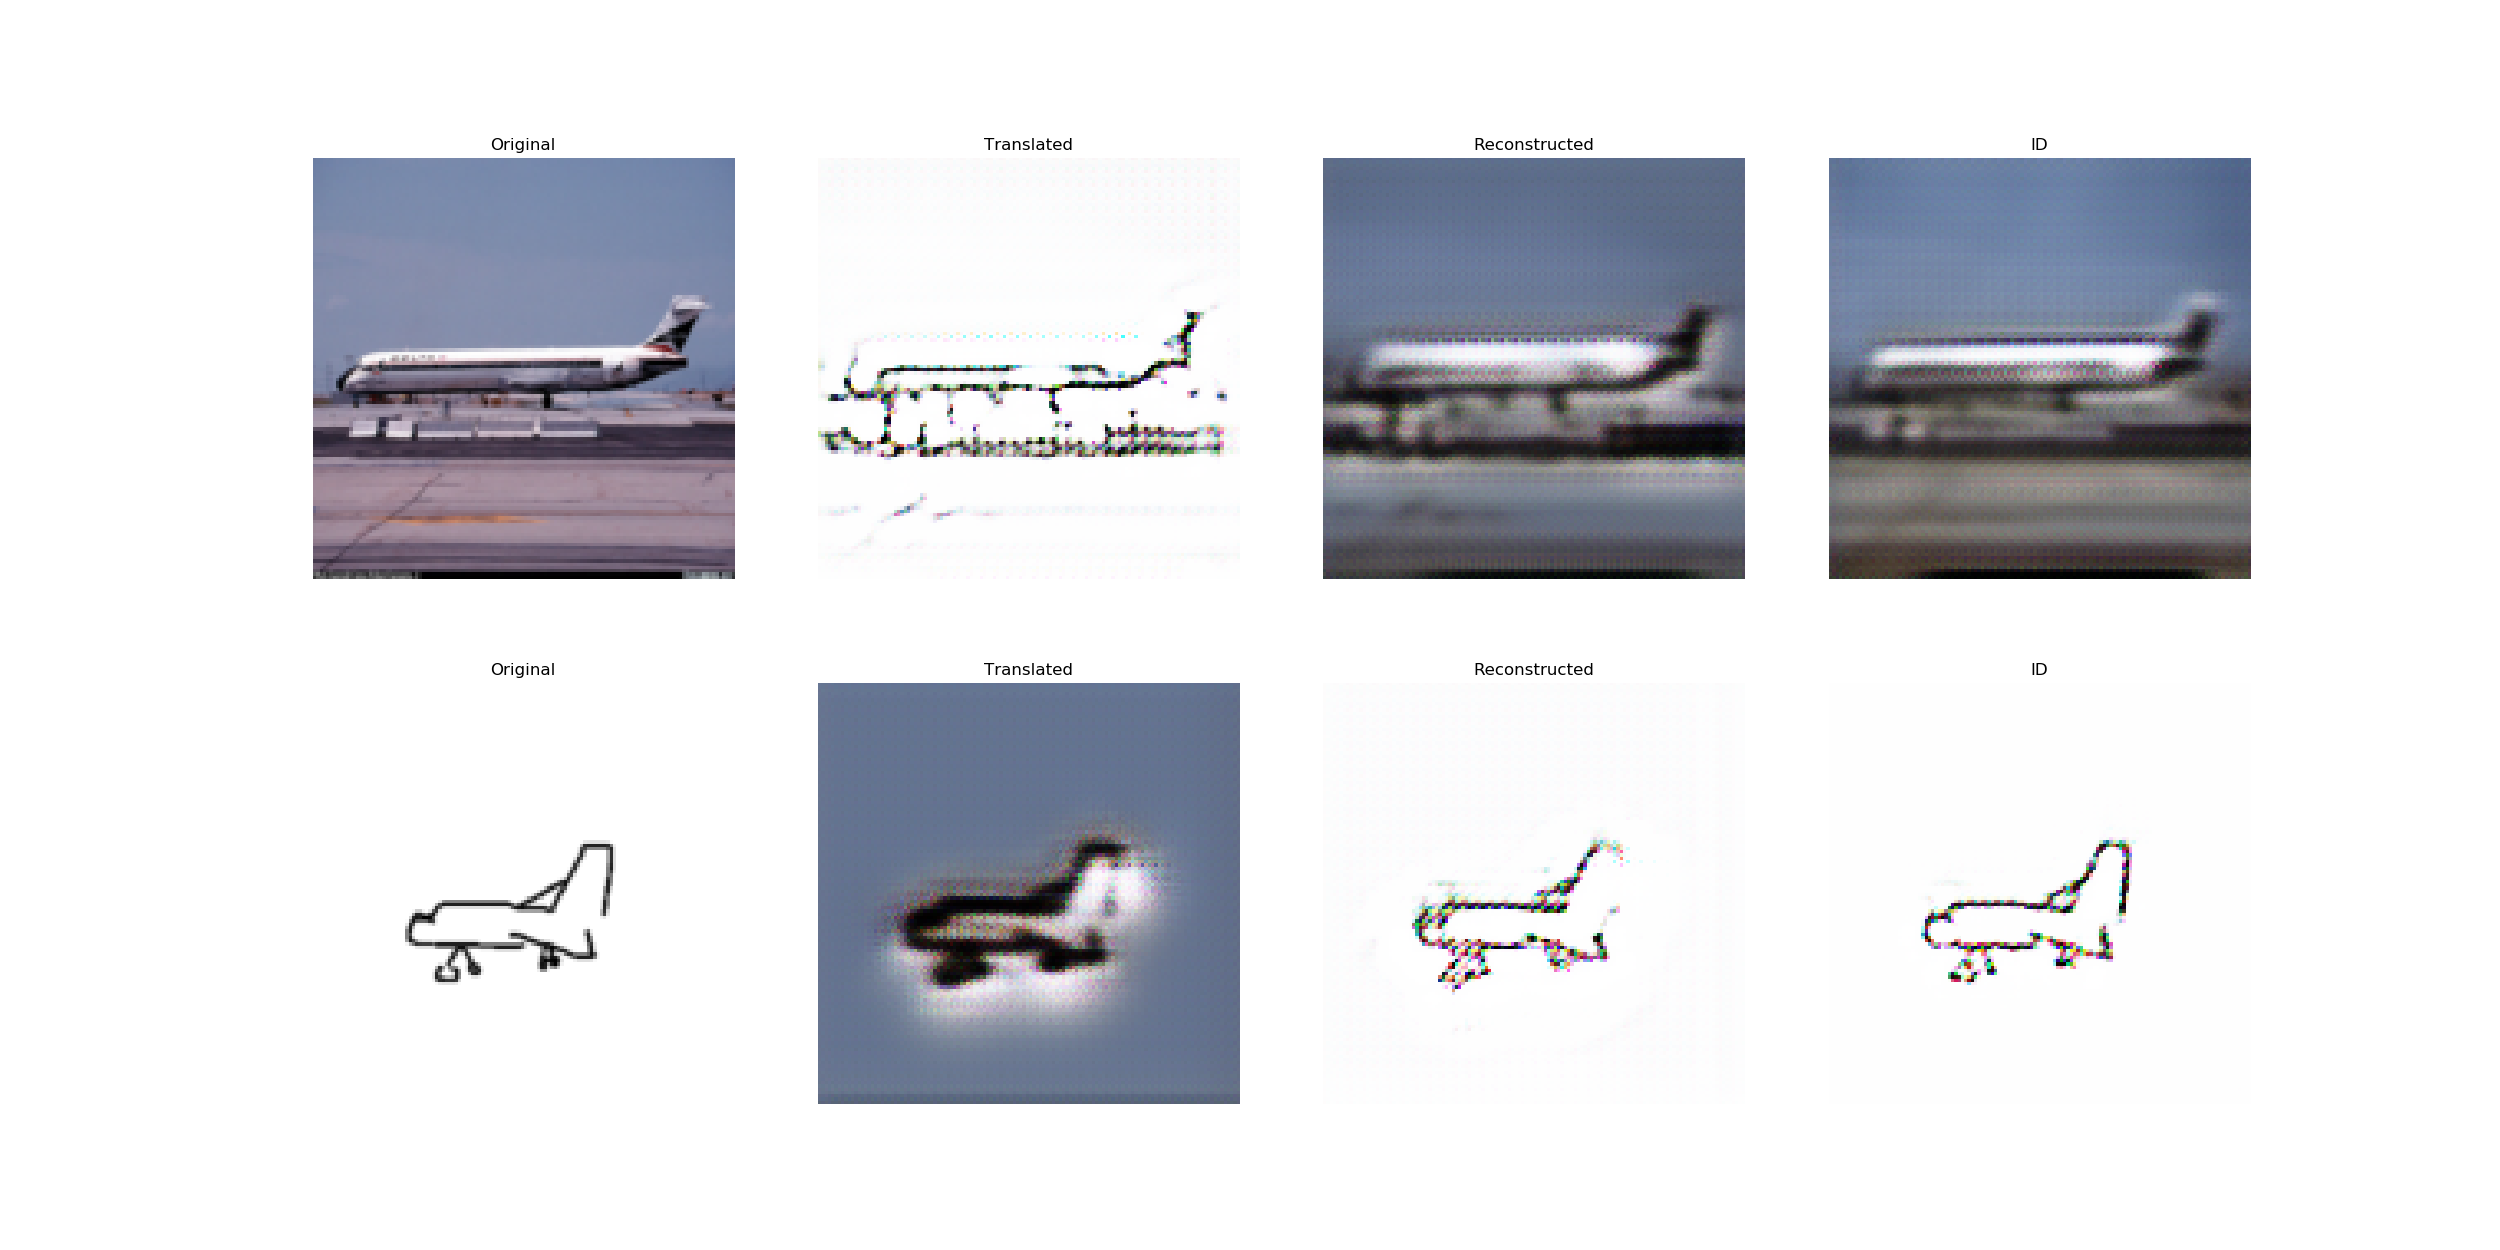 Original
Translated
Reconstructed
ID
Original
Translated
Reconstructed
ID